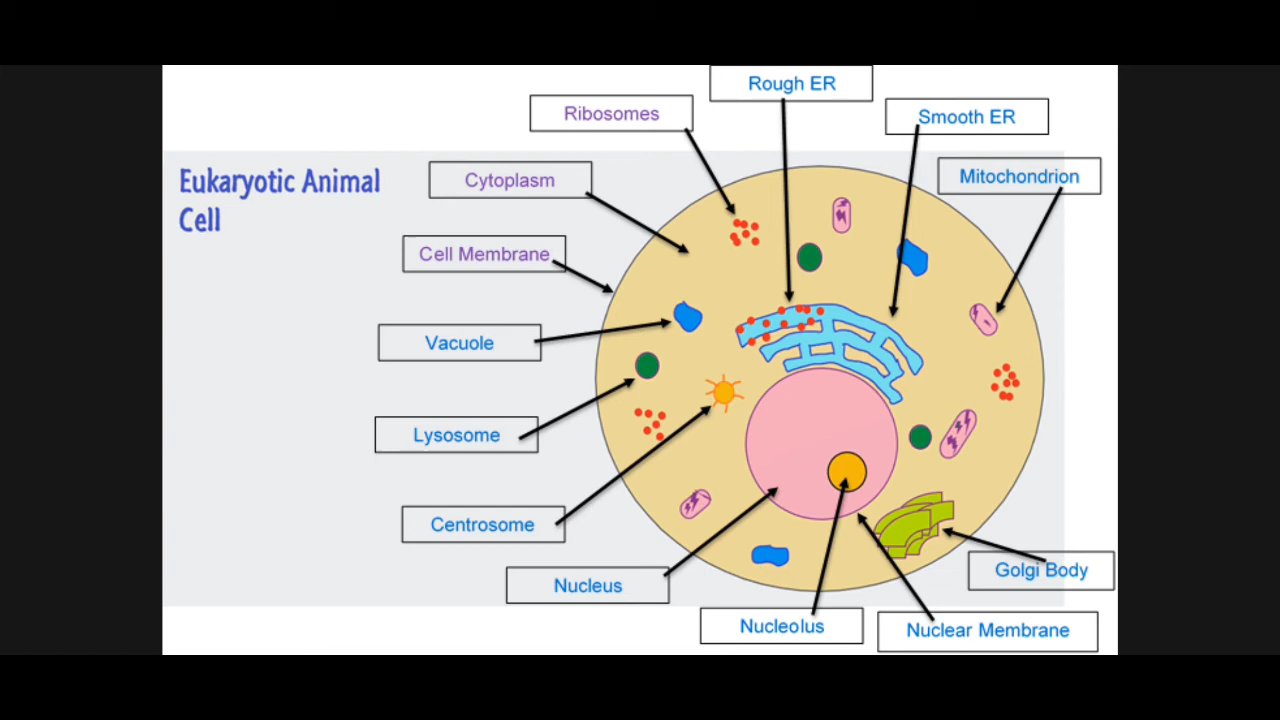 Rough ER
Ribosomes
Smooth ER
Eukaryotic Animal
Cell
Cytoplasm
Mitochondrion
Cell Membrane
Vacuole
Lysosome
Centrosome
Nucleus
Golgi Body
Nucleolus
Nuclear Membrane